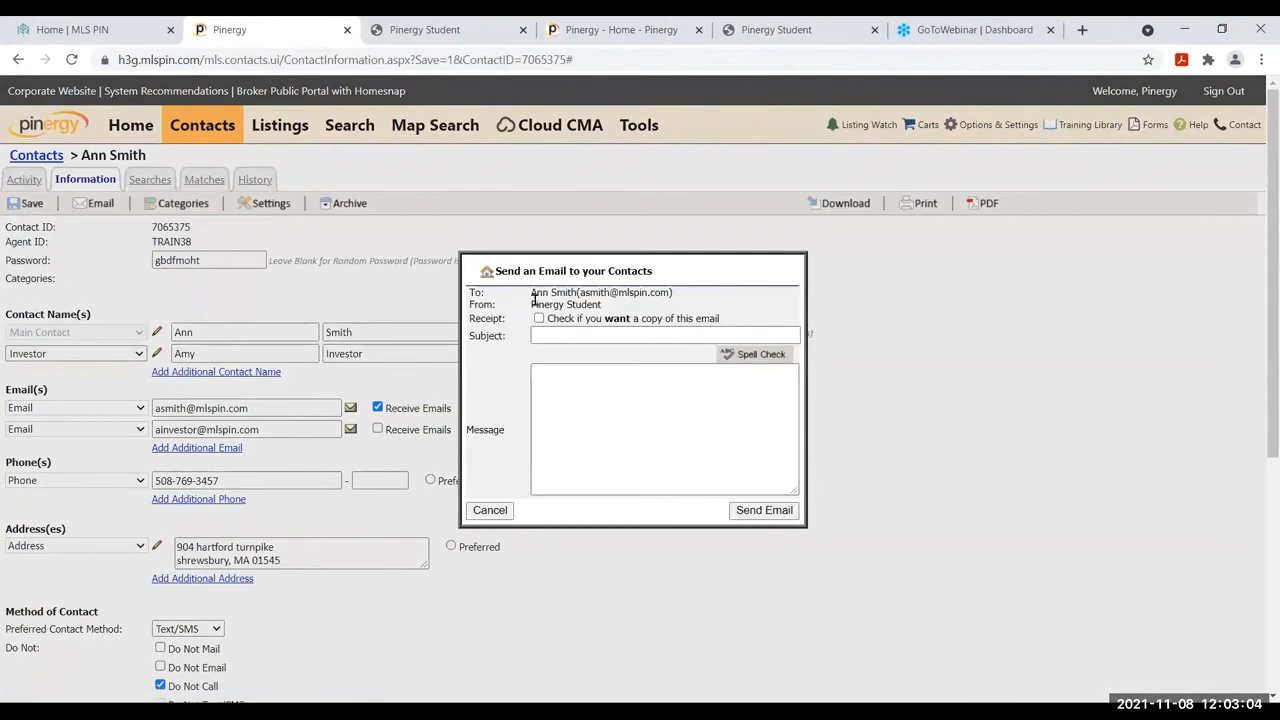 Home | MLS PIN
Pinergy
Pinergy Student
Pinergy - Home - Pinergy
Pinergy Student
GoToWebinar | Dashboard
h3g.mlspin.com/mls.contacts.ui/ContactInformation.aspx?Save=1&ContactID=7065375#
Corporate Website | System Recommendations | Broker Public Portal with Homesnap
Welcome, Pinergy
Sign Out
pinergy
Home
Contacts
Listings
Search
Map Search
Cloud CMA
Tools
Listing Watch
Carts
Options & Settings
Training Library
Forms
Help
Contact
Contacts > Ann Smith
Activity
Information
Searches
Matches
History
Save
Email
Categories
Settings
Archive
Download
Print
PDF
Contact ID: 7065375
Agent ID: TRAIN38
Password: gbdfmoht Leave Blank for Random Password (Password is
Categories:
Contact Name(s)
Main Contact Ann Smith
Investor Amy Investor
Add Additional Contact Name
Email(s)
Email asmith@mlspin.com Receive Emails
Email ainvestor@mlspin.com Receive Emails
Add Additional Email
Phone(s)
Phone 508-769-3457 - Prefe
Add Additional Phone
Address(es)
Address 904 hartford turnpike
shrewsbury, MA 01545
Preferred
Add Additional Address
Method of Contact
Preferred Contact Method: Text/SMS
Do Not: Do Not Mail
Do Not Email
Do Not Call
Send an Email to your Contacts
To: Ann Smith(asmith@mlspin.com)
From: Pinergy Student
Receipt: Check if you want a copy of this email
Subject:
ABC Spell Check
Message
Cancel
Send Email
2021-11-08 12:03:04